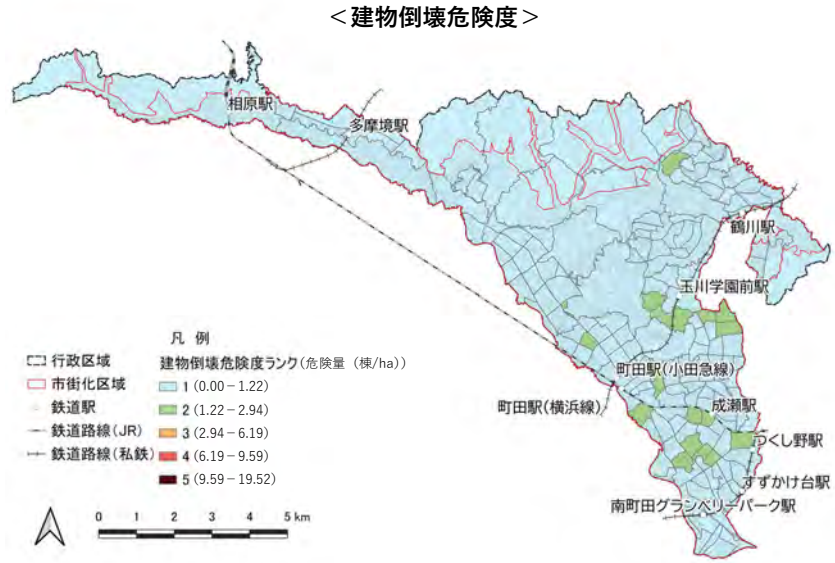 ＜建物倒壊危険度＞
相原駅
多摩境駅
鶴川駅
玉川学園前駅
町田駅(小田急線)
町田駅(横浜線)
成瀬駅
つくし野駅
すずかけ台駅
南町田グランベリーパーク駅
凡 例
行政区域
市街化区域
鉄道駅
鉄道路線(JR)
鉄道路線(私鉄)
建物倒壊危険度ランク(危険量（棟/ha）)
1 (0.00－1.22)
2 (1.22－2.94)
3 (2.94－6.19)
4 (6.19－9.59)
5 (9.59－19.52)
0 1 2 3 4 5 km